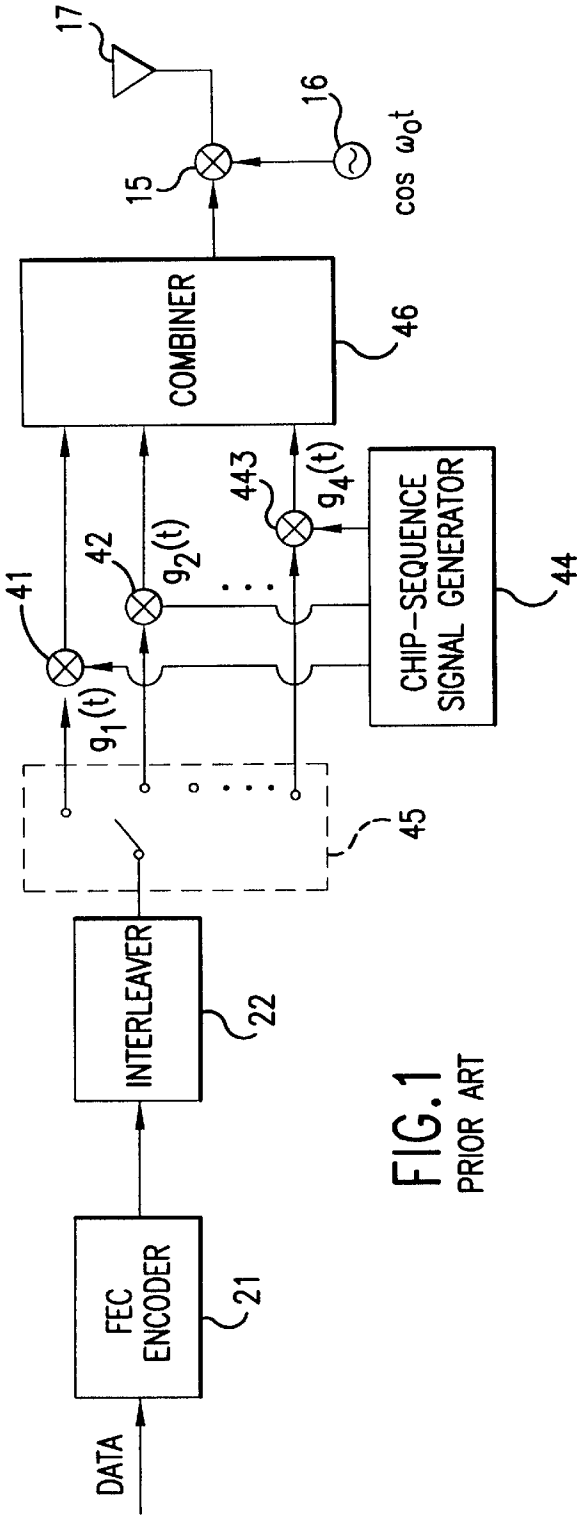 DATA
FEC
ENCODER
21
INTERLEAVER
22
45
41
g₁(t)
42
g₂(t)
443
g₄(t)
CHIP-SEQUENCE
SIGNAL GENERATOR
44
COMBINER
46
15
17
16
cos ω₀t
FIG.1
PRIOR ART